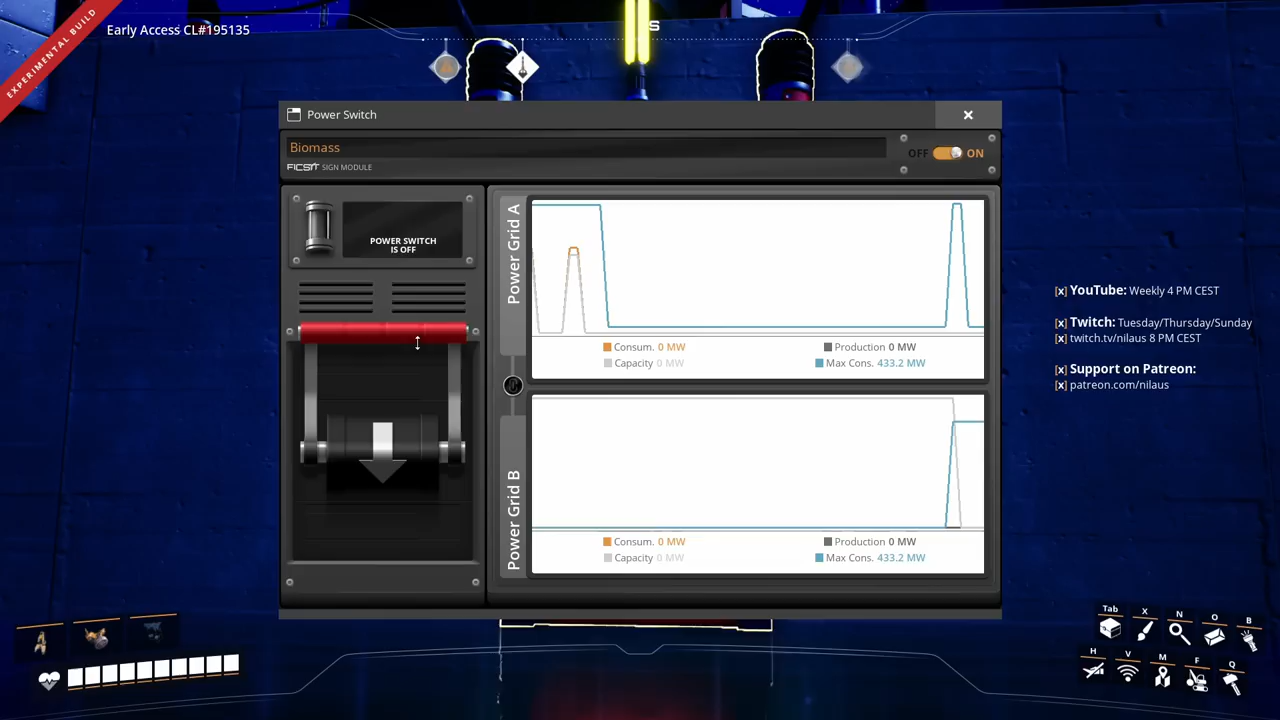 EXPERIMENTAL BUILD
Early Access CL#195135
S
Power Switch
Biomass
FICSIT SIGN MODULE
OFF ON
POWER SWITCH
IS OFF
Power Grid A
Consum. 0 MW
Production 0 MW
Capacity 0 MW
Max Cons. 433.2 MW
Power Grid B
Consum. 0 MW
Production 0 MW
Capacity 0 MW
Max Cons. 433.2 MW
[x] YouTube: Weekly 4 PM CEST
[x] Twitch: Tuesday/Thursday/Sunday
[x] twitch.tv/nilaus 8 PM CEST
[x] Support on Patreon:
[x] patreon.com/nilaus
Tab X N O B
H V M F Q